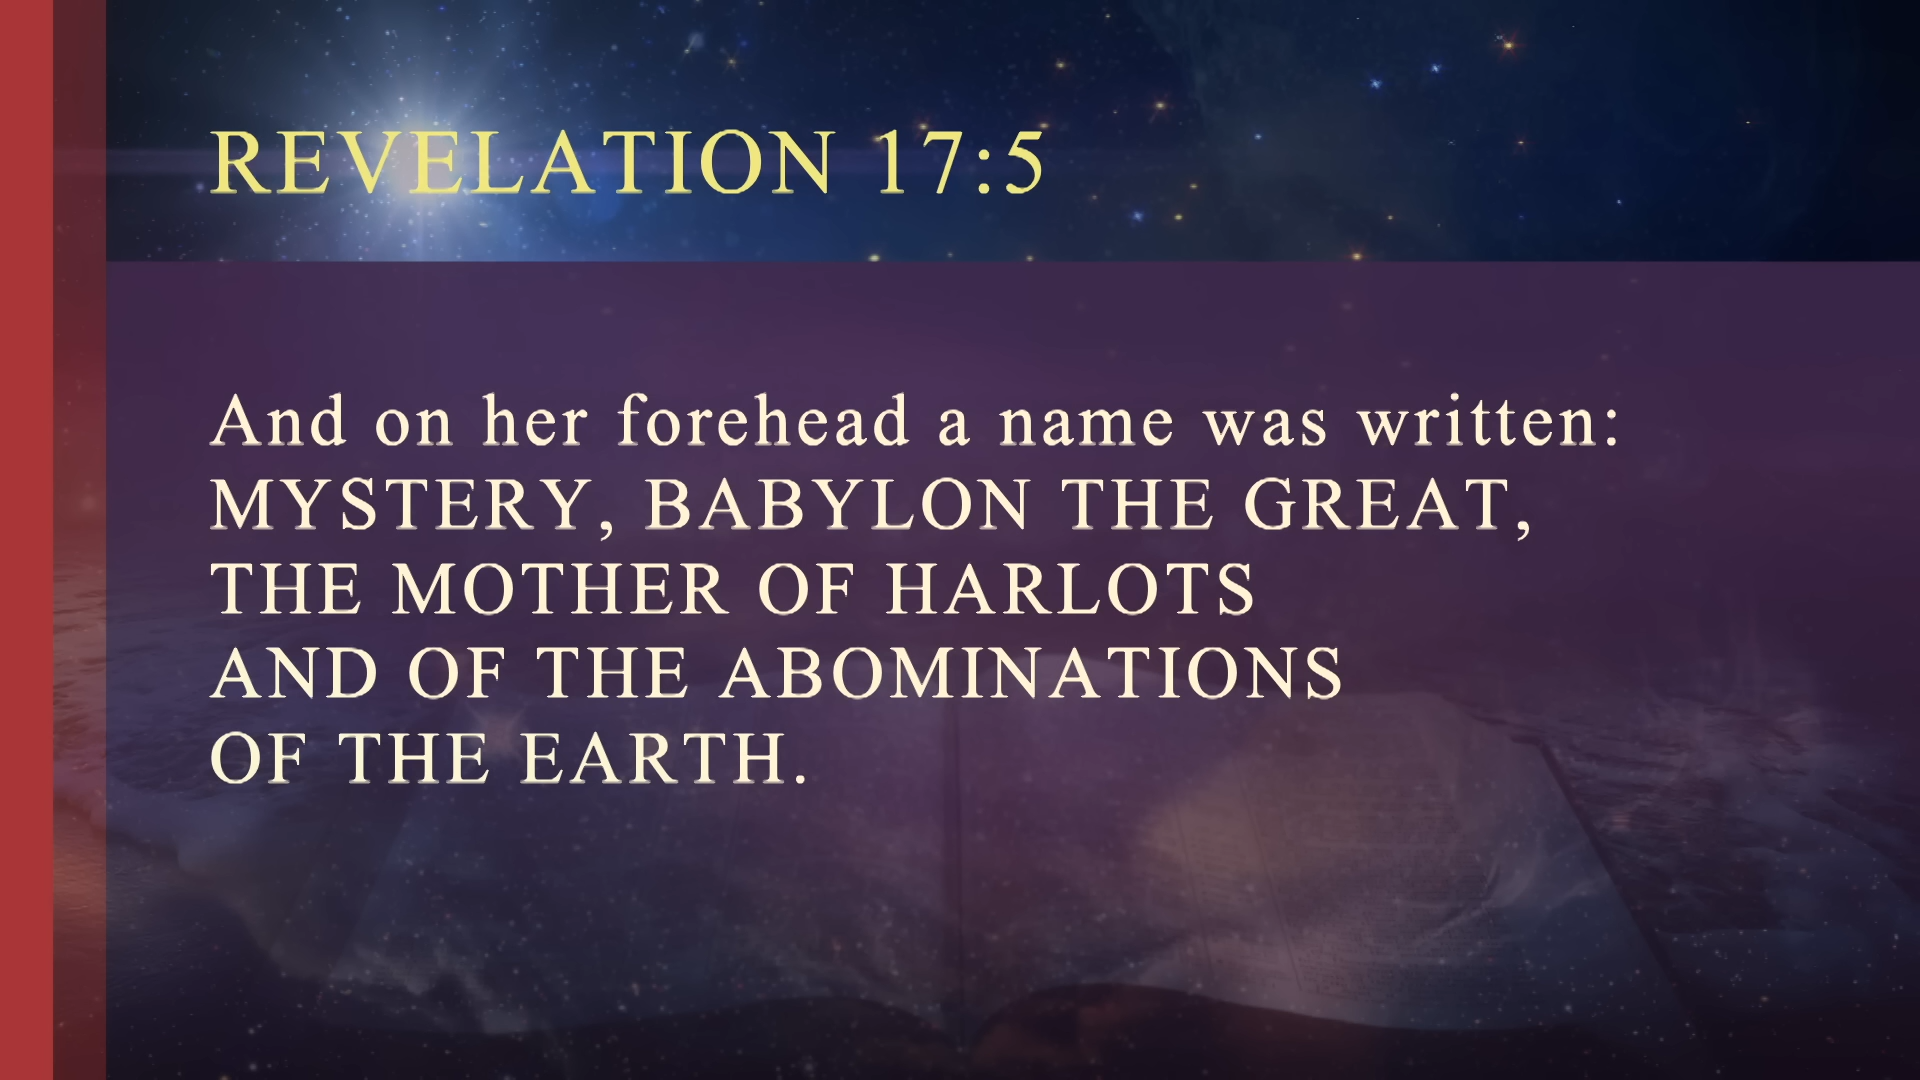 REVELATION 17:5
And on her forehead a name was written:
MYSTERY, BABYLON THE GREAT,
THE MOTHER OF HARLOTS
AND OF THE ABOMINATIONS
OF THE EARTH.